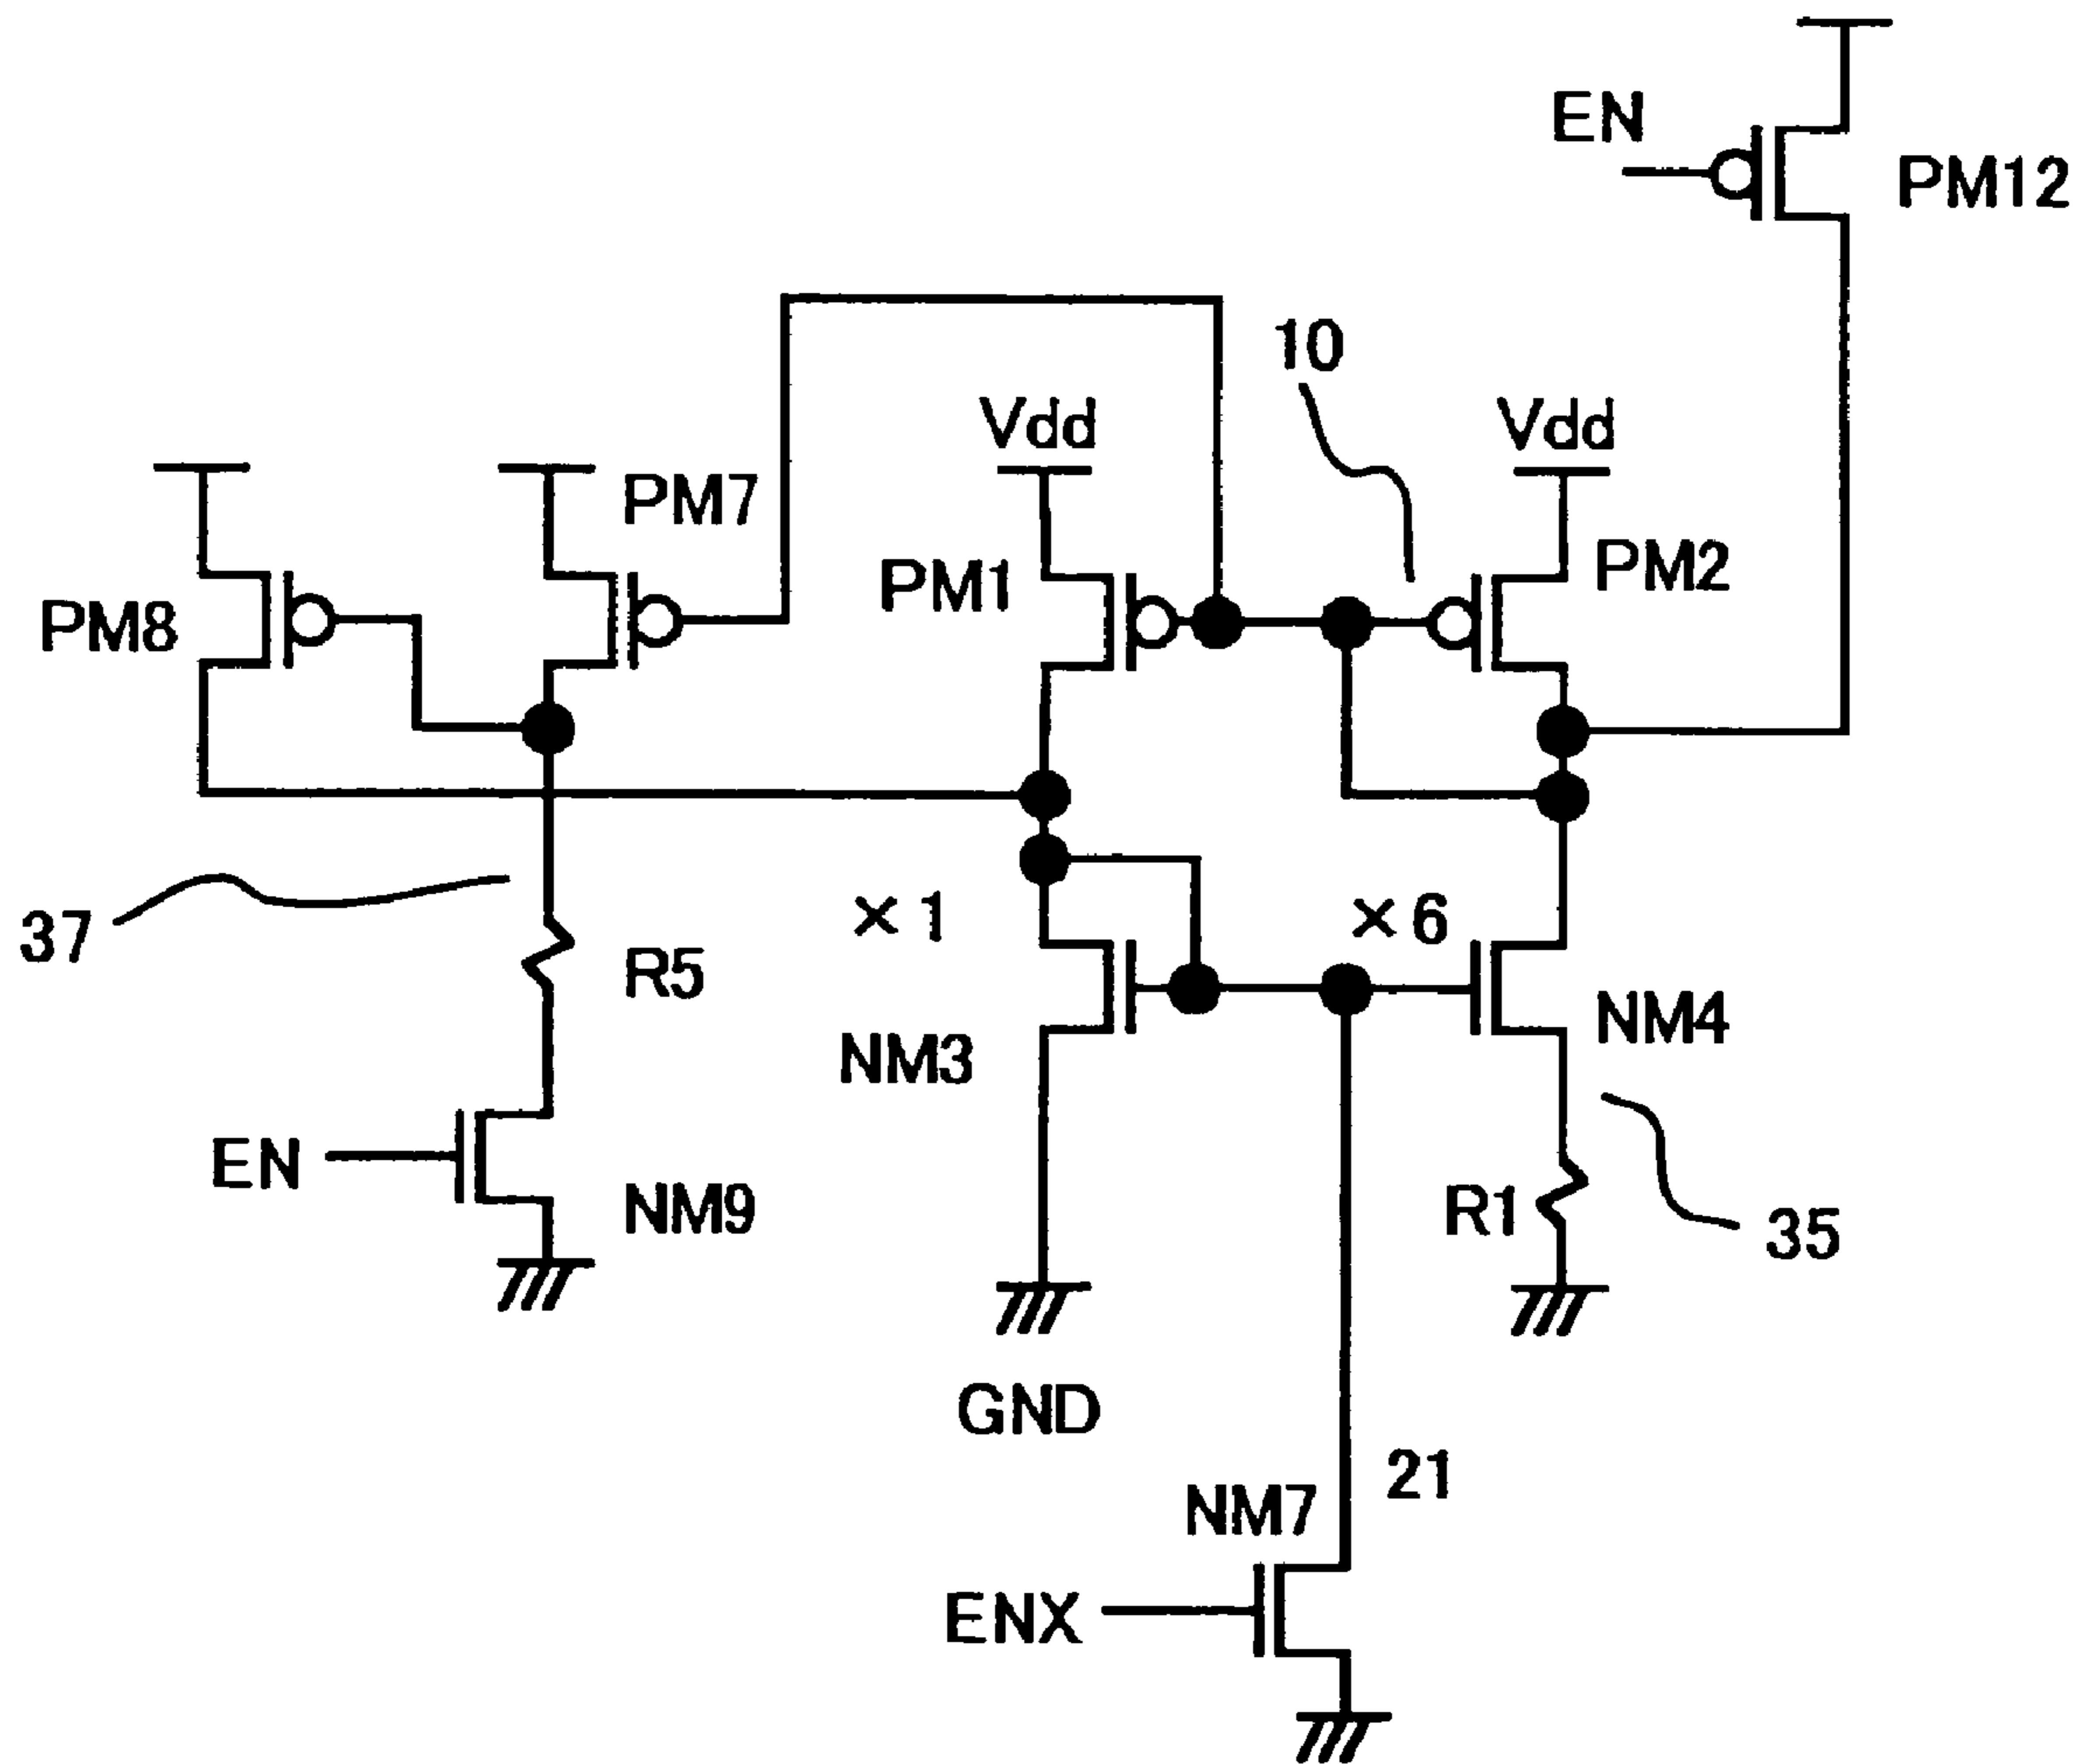 EN
PM12
10
Vdd
Vdd
PM7
PM1
PM2
PM8
×1
×6
37
R5
NM3
NM4
EN
NM9
R1
35
GND
21
NM7
ENX